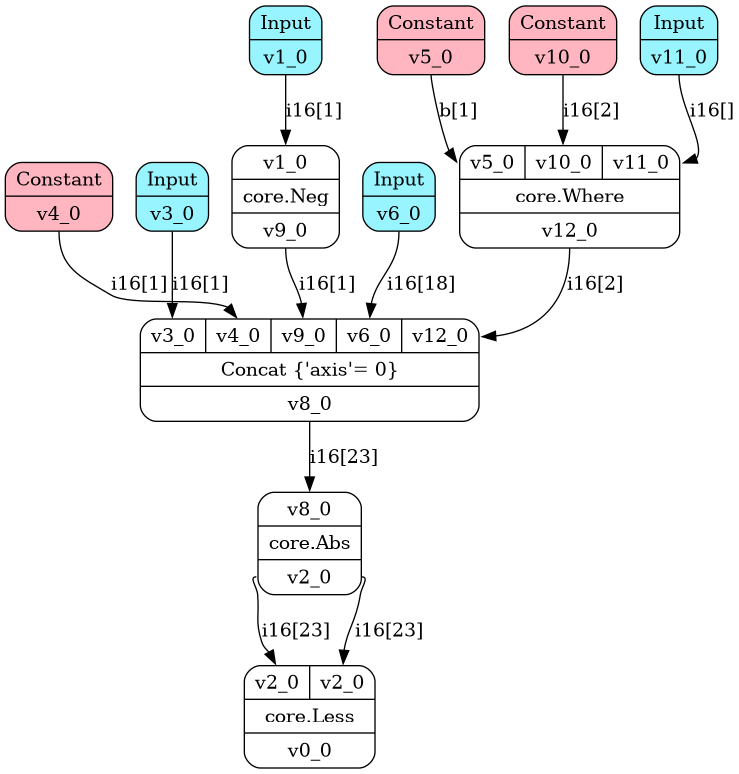 Input
v1_0
Constant
v5_0
Constant
v10_0
Input
v11_0
i16[1]
b[1]
i16[2]
i16[]
Constant
v4_0
Input
v3_0
v1_0
core.Neg
v9_0
Input
v6_0
v5_0 v10_0 v11_0
core.Where
v12_0
i16[1] i16[1] i16[1] i16[18] i16[2]
v3_0 v4_0 v9_0 v6_0 v12_0
Concat {'axis'= 0}
v8_0
i16[23]
v8_0
core.Abs
v2_0
i16[23] i16[23]
v2_0 v2_0
core.Less
v0_0